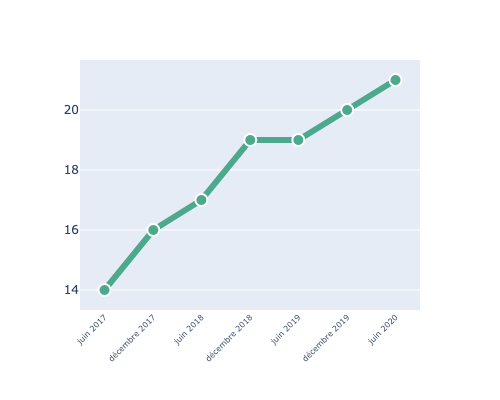 20
18
16
14
juin 2017
décembre 2017
juin 2018
décembre 2018
juin 2019
décembre 2019
juin 2020